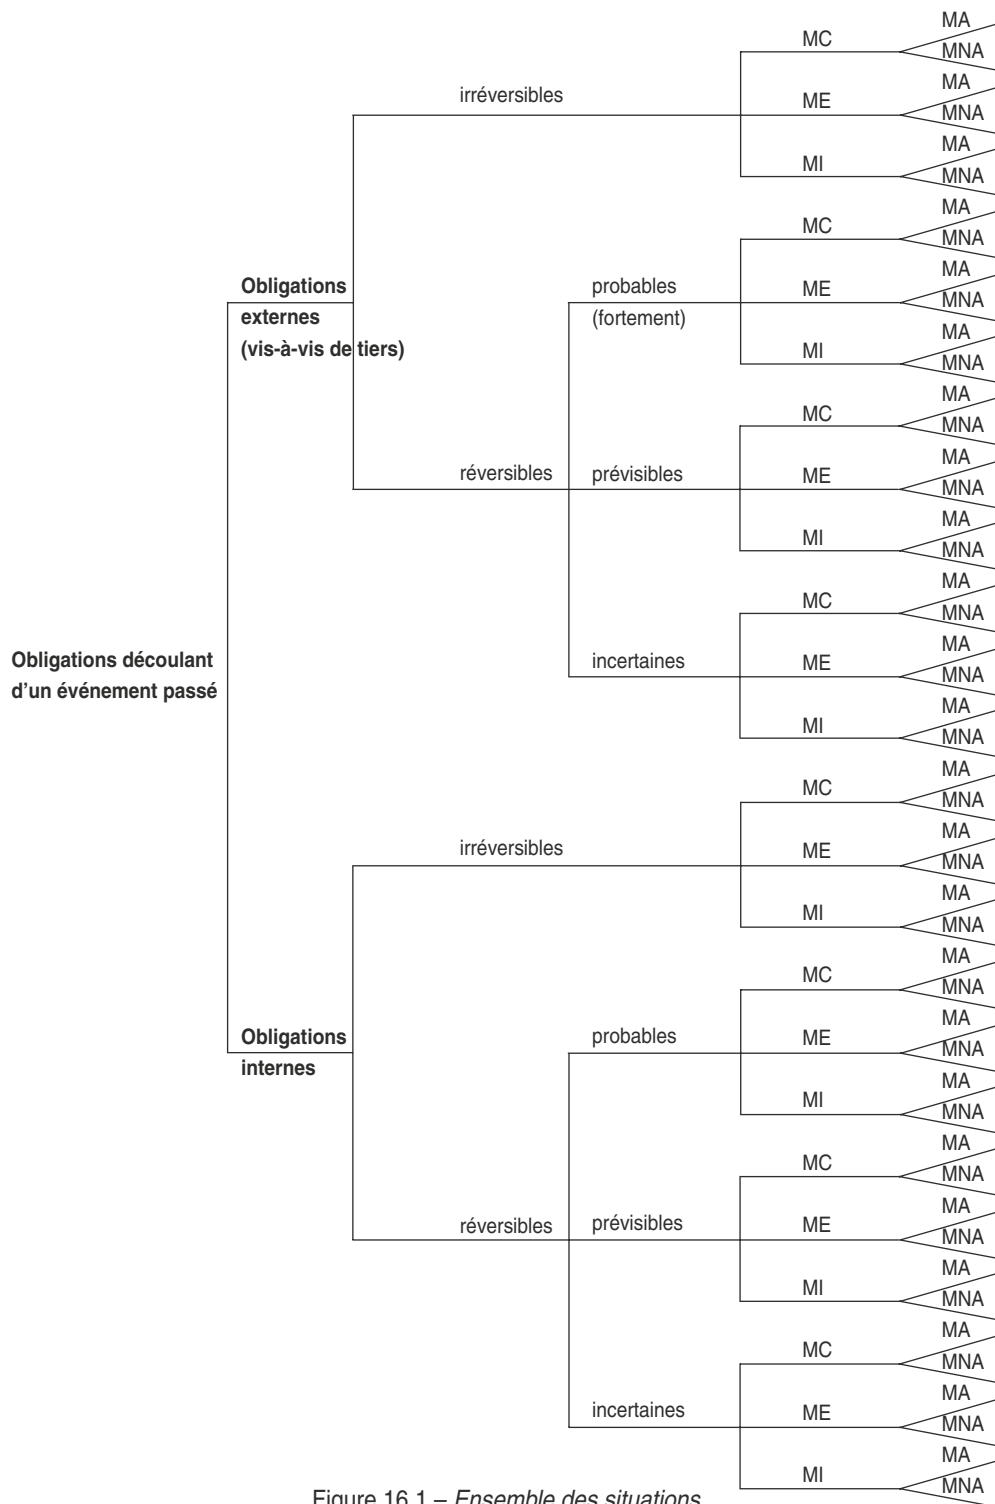 MA
MC
MNA
MA
irréversibles
ME
MNA
MA
MI
MNA
MA
MC
MNA
MA
Obligations
probables
ME
MNA
externes
(fortement)
MA
(vis-à-vis de tiers)
MI
MNA
MA
MC
MNA
MA
réversibles
prévisibles
ME
MNA
MA
MI
MNA
MA
MC
MNA
MA
Obligations découlant
incertaines
ME
MNA
d'un événement passé
MA
MI
MNA
MA
MC
MNA
MA
irréversibles
ME
MNA
MA
MI
MNA
MA
MC
MNA
MA
Obligations
probables
ME
MNA
internes
MA
MI
MNA
MA
MC
MNA
MA
réversibles
prévisibles
ME
MNA
MA
MI
MNA
MA
MC
MNA
MA
incertaines
ME
MNA
MA
MI
MNA
Figure 16.1 – Ensemble des situations